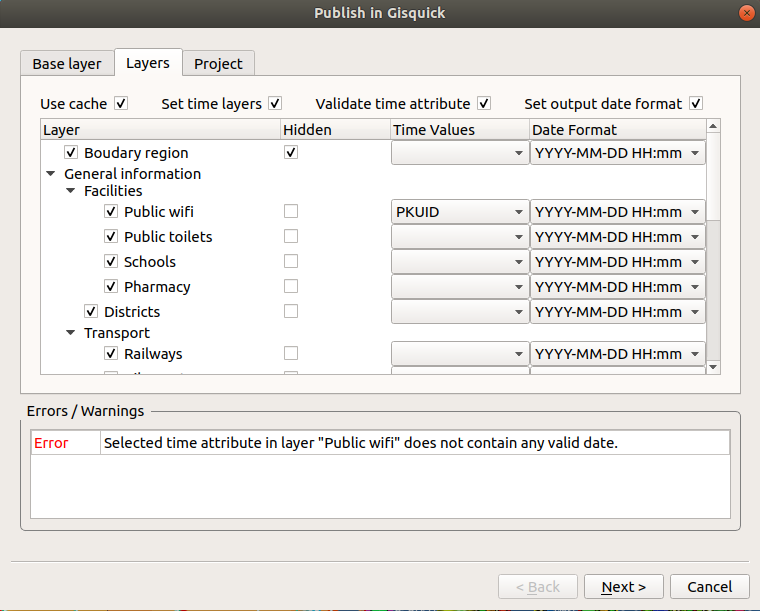 Publish in Gisquick
Base layer Layers Project
Use cache Set time layers Validate time attribute Set output date format
Layer Hidden Time Values Date Format
Boudary region YYYY-MM-DD HH:mm
General information
Facilities
Public wifi PKUID YYYY-MM-DD HH:mm
Public toilets YYYY-MM-DD HH:mm
Schools YYYY-MM-DD HH:mm
Pharmacy YYYY-MM-DD HH:mm
Districts YYYY-MM-DD HH:mm
Transport
Railways YYYY-MM-DD HH:mm
Errors / Warnings
Error Selected time attribute in layer "Public wifi" does not contain any valid date.
< Back Next > Cancel